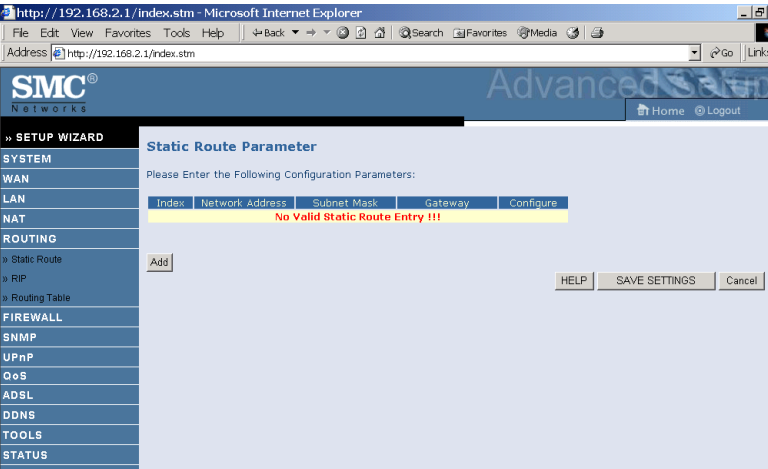 http://192.168.2.1/index.stm - Microsoft Internet Explorer
File Edit View Favorites Tools Help Back Search Favorites Media
Address http://192.168.2.1/index.stm Go Links
SMC®
Networks
Advanced Setup
Home Logout
» SETUP WIZARD
SYSTEM
WAN
LAN
NAT
ROUTING
» Static Route
» RIP
» Routing Table
FIREWALL
SNMP
UPnP
QoS
ADSL
DDNS
TOOLS
STATUS
Static Route Parameter
Please Enter the Following Configuration Parameters:
Index Network Address Subnet Mask Gateway Configure
No Valid Static Route Entry !!!
Add
HELP SAVE SETTINGS Cancel